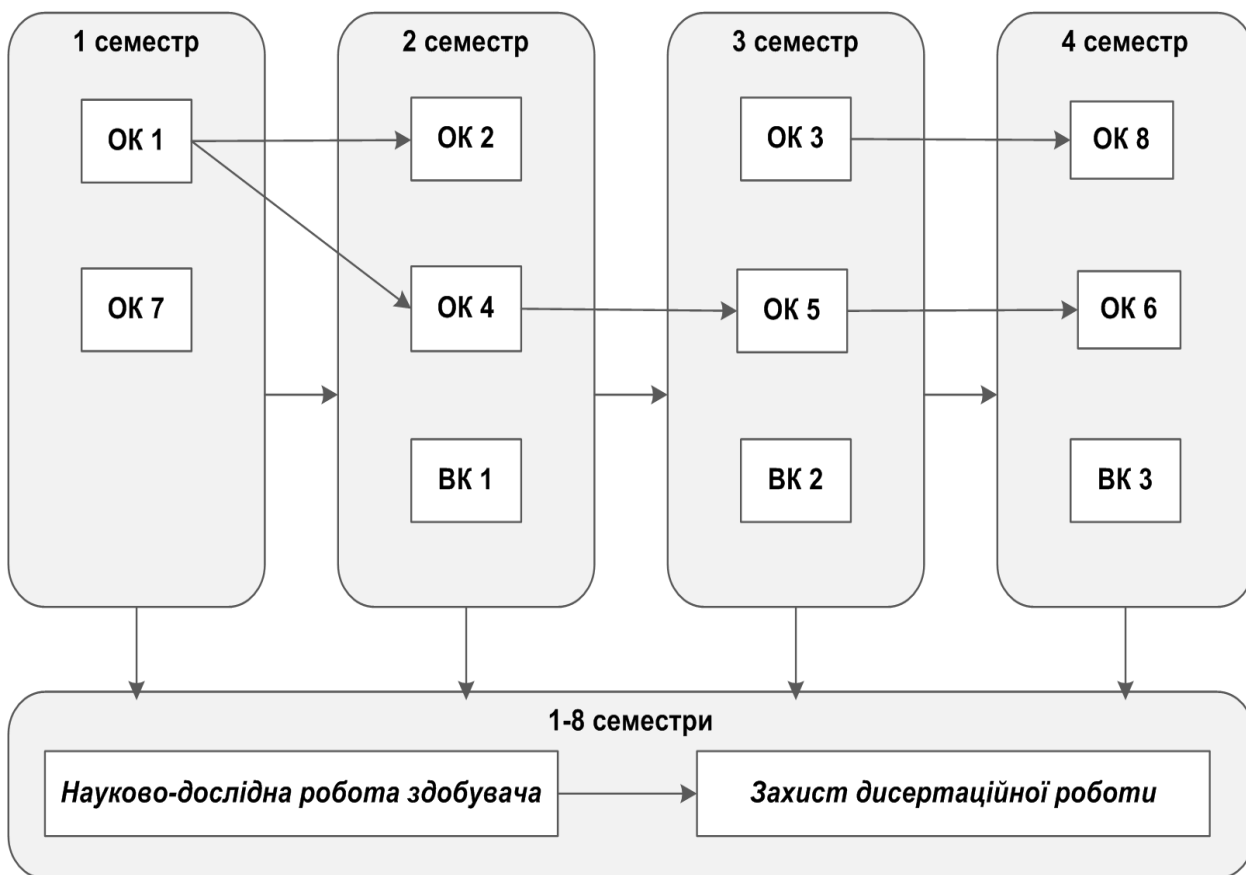 1 семестр
2 семестр
3 семестр
4 семестр
ОК 1
ОК 2
ОК 3
ОК 8
ОК 7
ОК 4
ОК 5
ОК 6
ВК 1
ВК 2
ВК 3
1-8 семестри
Науково-дослідна робота здобувача
Захист дисертаційної роботи